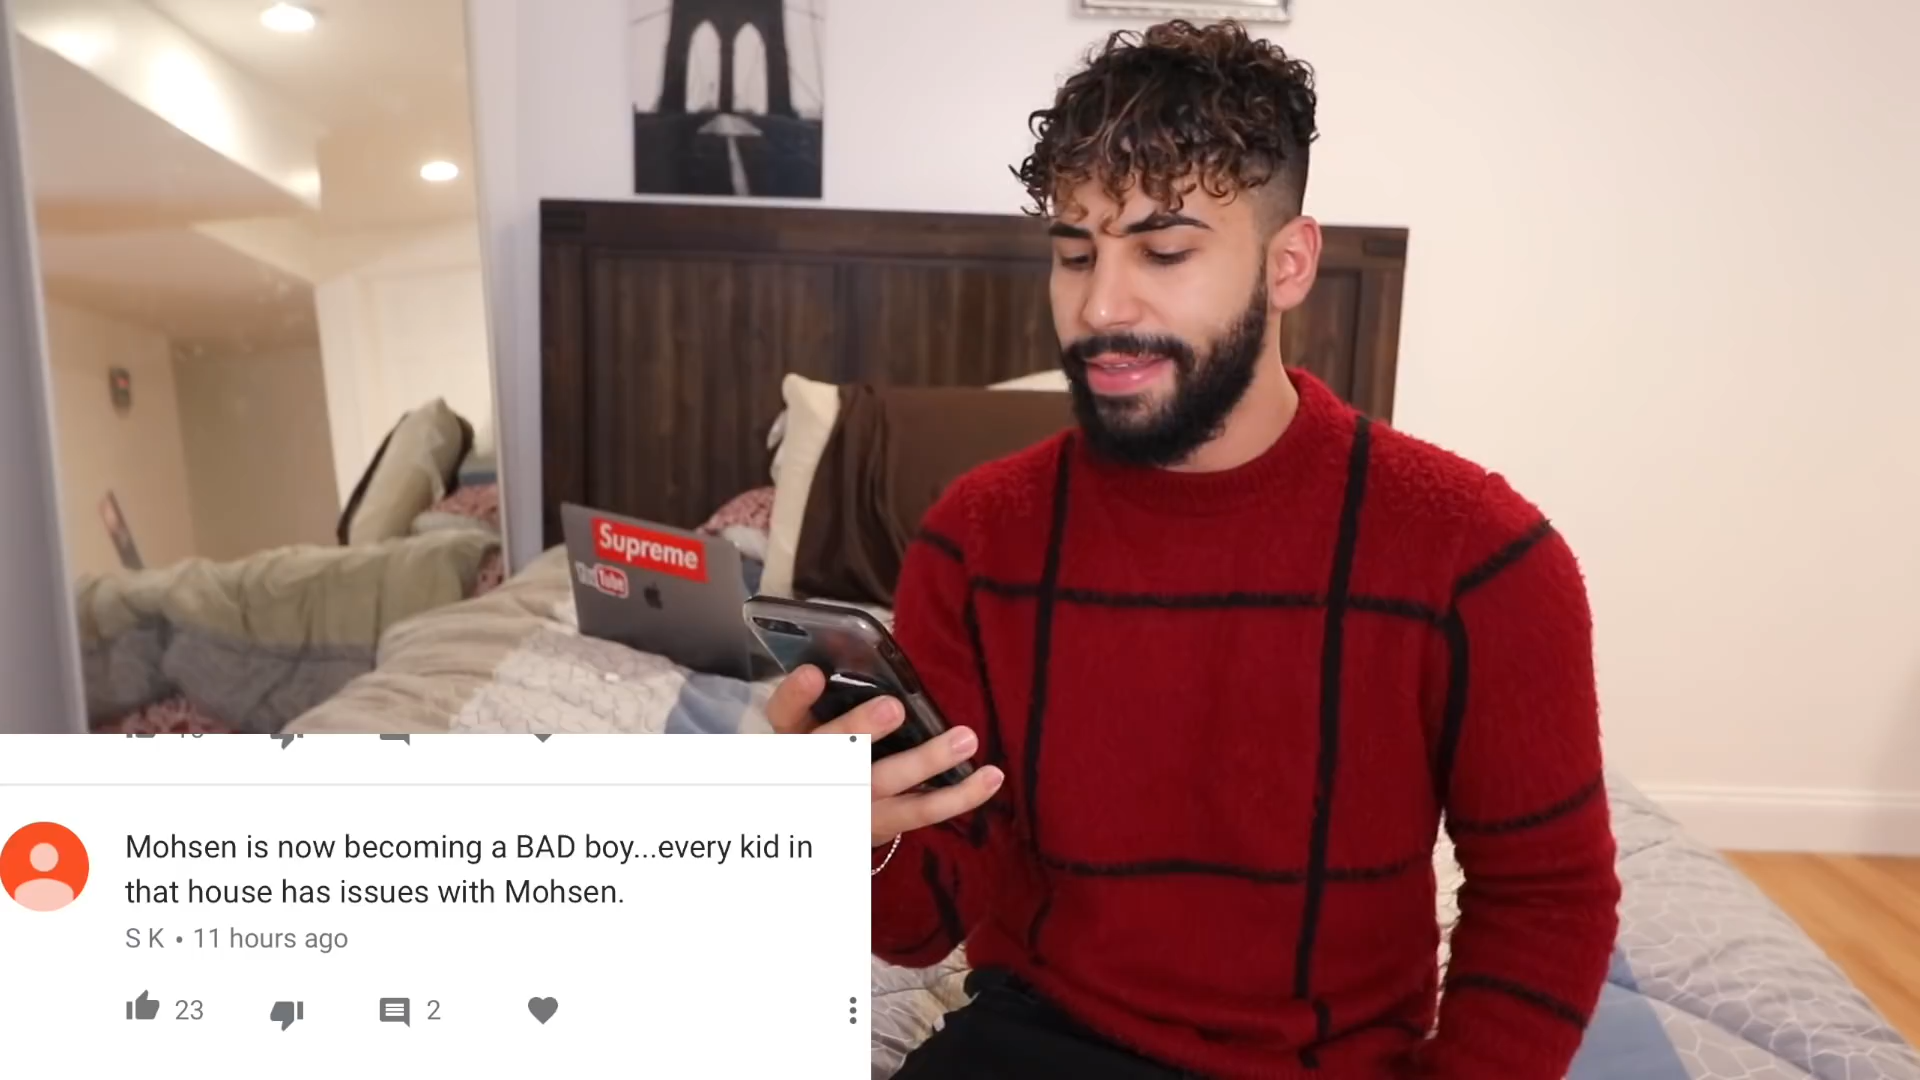 Supreme
YouTube
Mohsen is now becoming a BAD boy...every kid in
that house has issues with Mohsen.
S K • 11 hours ago
23
2